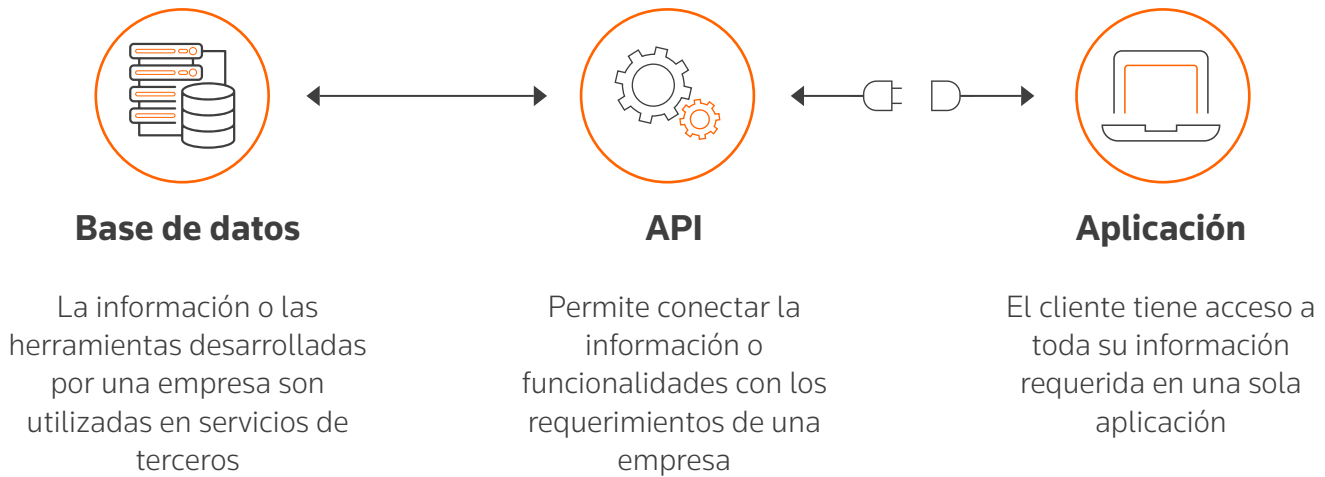 Base de datos
La información o las
herramientas desarrolladas
por una empresa son
utilizadas en servicios de
terceros
API
Permite conectar la
información o
funcionalidades con los
requerimientos de una
empresa
Aplicación
El cliente tiene acceso a
toda su información
requerida en una sola
aplicación